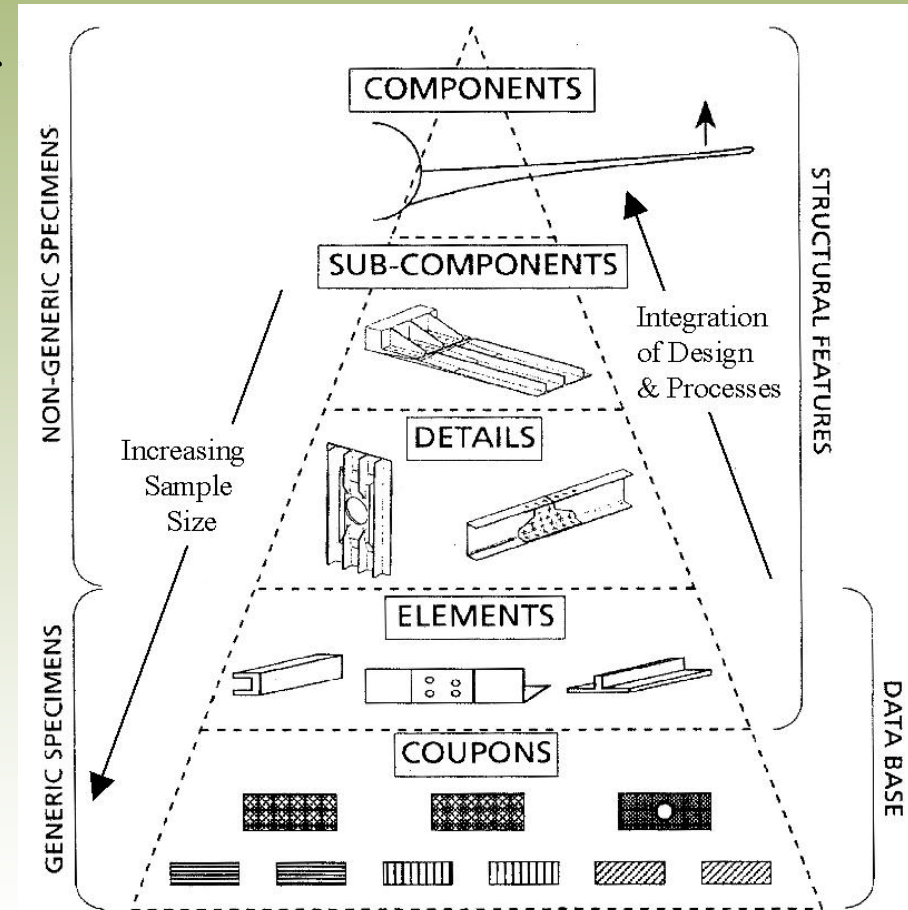 COMPONENTS
NON-GENERIC SPECIMENS
STRUCTURAL FEATURES
SUB-COMPONENTS
Integration
of Design
& Processes
DETAILS
Increasing
Sample
Size
ELEMENTS
GENERIC SPECIMENS
DATA BASE
COUPONS